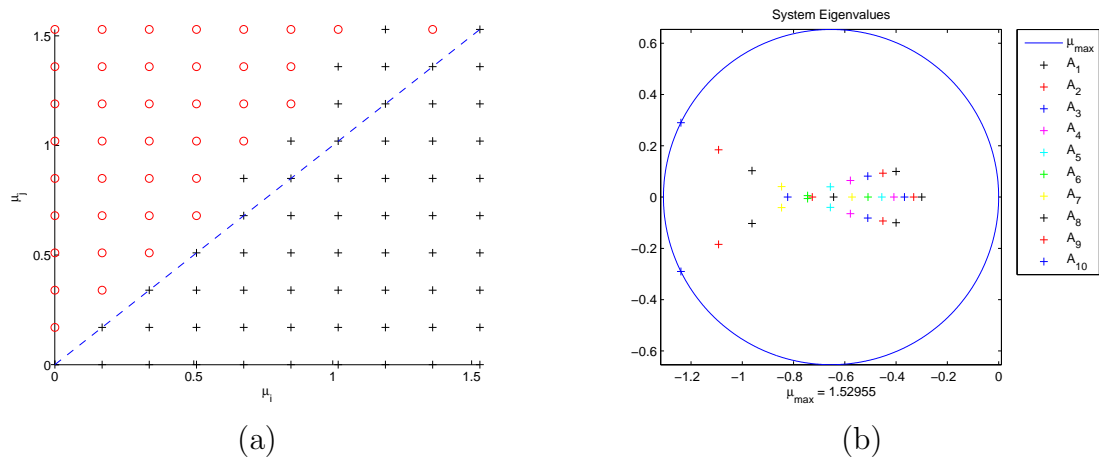 1.5
1
0.5
0
0
0.5
1
1.5
μj
μi
(a)
System Eigenvalues
0.6
0.4
0.2
0
−0.2
−0.4
−0.6
−1.2
−1
−0.8
−0.6
−0.4
−0.2
0
μmax = 1.52955
μmax
A1
A2
A3
A4
A5
A6
A7
A8
A9
A10
(b)